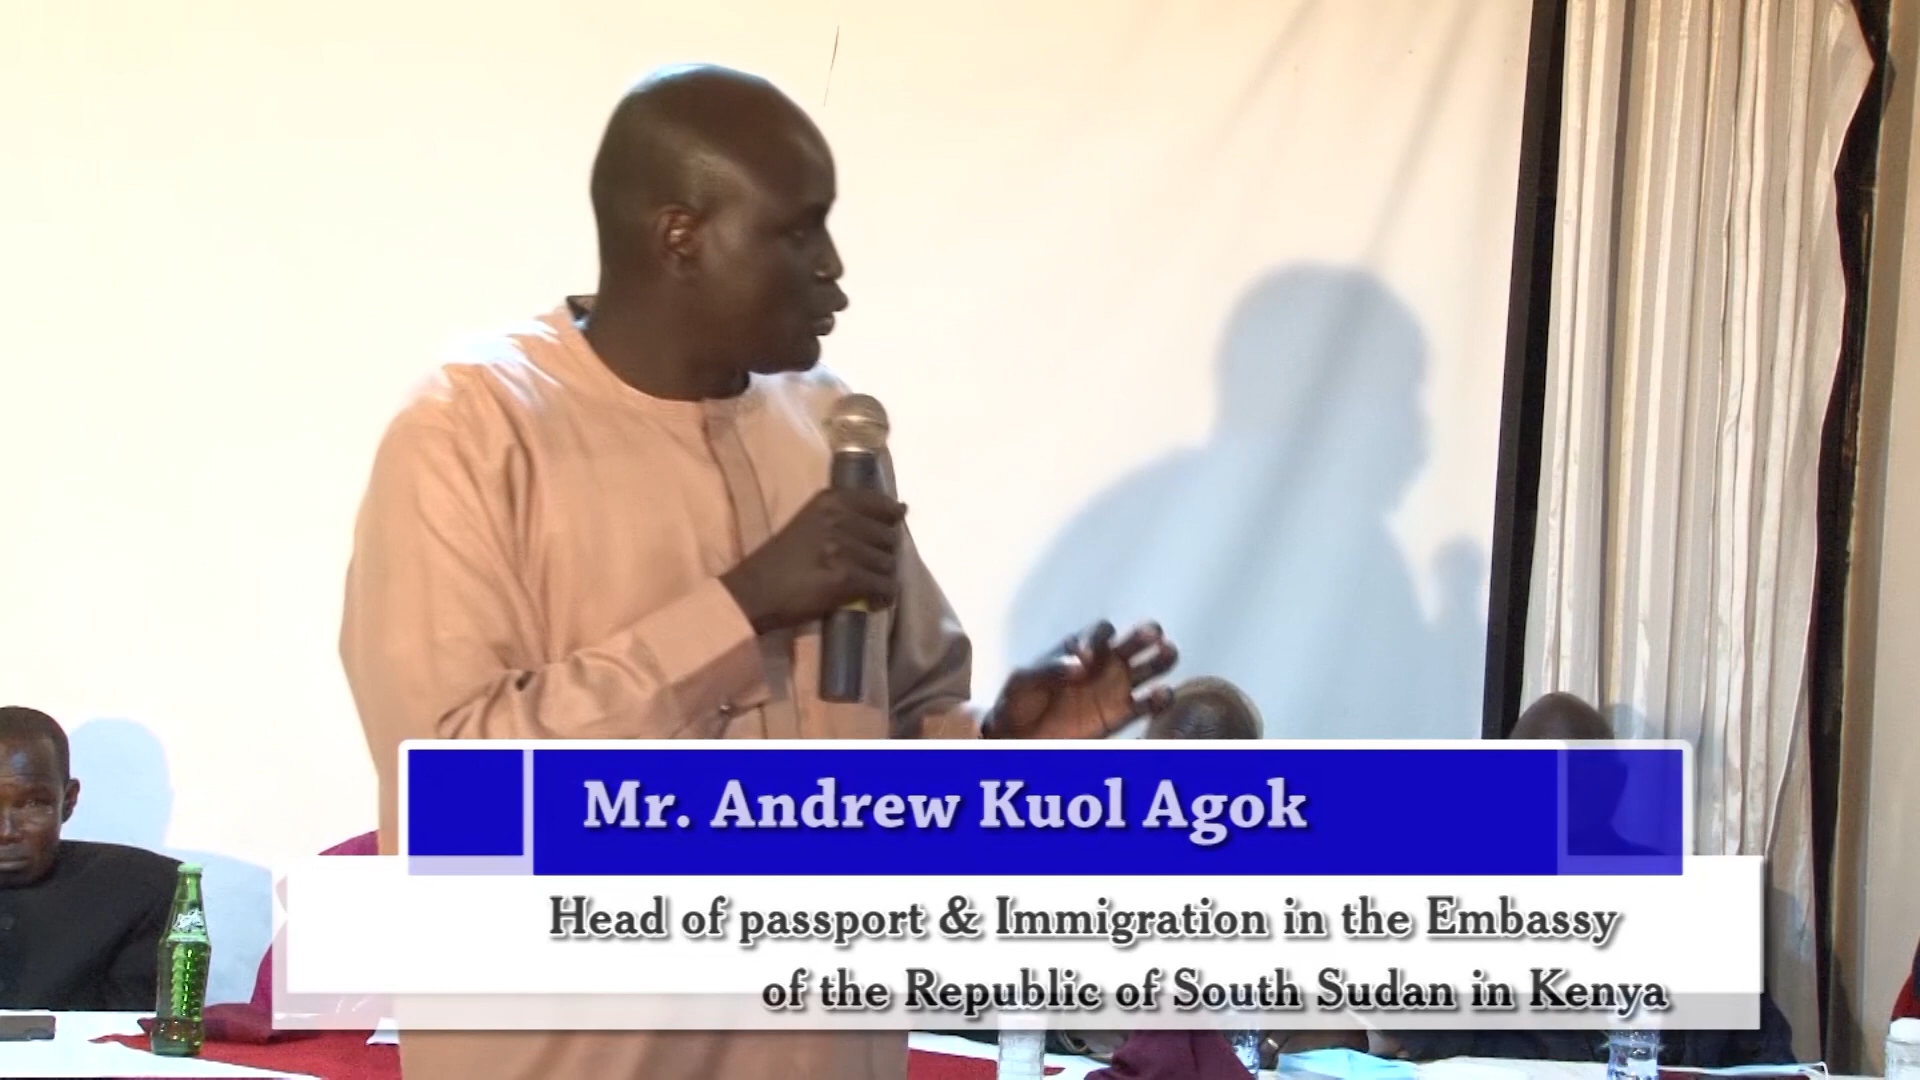 Mr. Andrew Kuol Agok
Head of passport & Immigration in the Embassy
of the Republic of South Sudan in Kenya